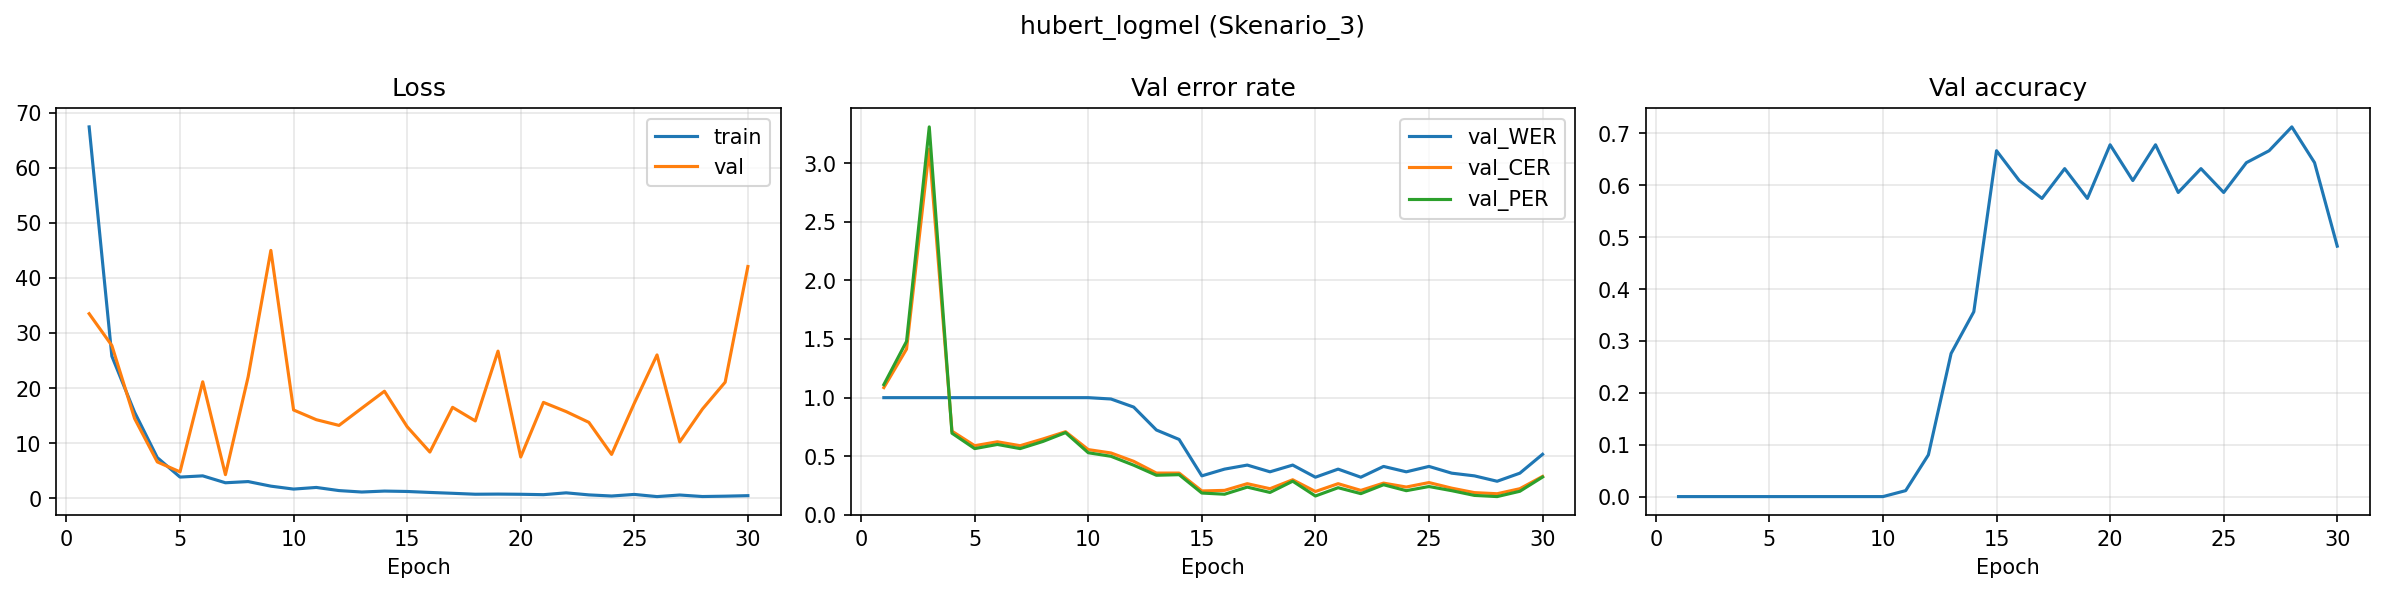 hubert_logmel (Skenario_3)
Loss
70
60
50
40
30
20
10
0
train
val
0 5 10 15 20 25 30
Epoch
Val error rate
3.0
2.5
2.0
1.5
1.0
0.5
0.0
val_WER
val_CER
val_PER
0 5 10 15 20 25 30
Epoch
Val accuracy
0.7
0.6
0.5
0.4
0.3
0.2
0.1
0.0
0 5 10 15 20 25 30
Epoch